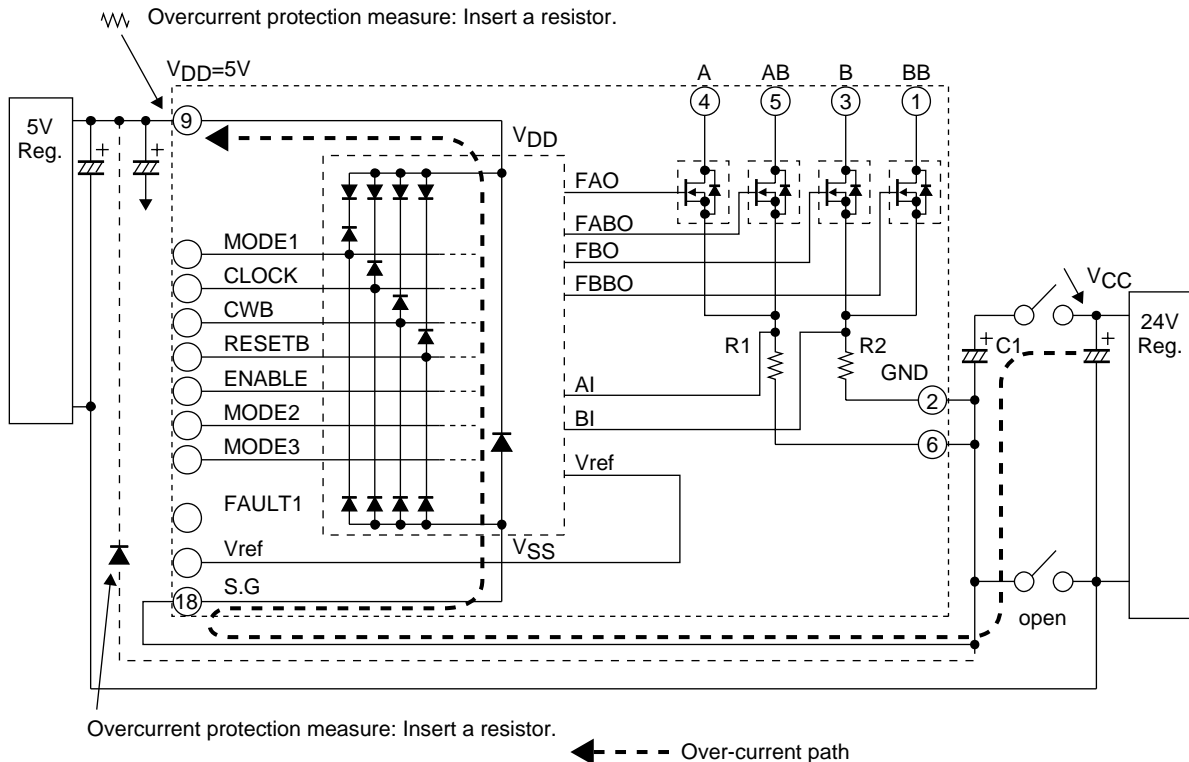 Overcurrent protection measure: Insert a resistor.
VDD=5V
A AB B BB
4 5 3 1
5V
Reg.
+ +
9
VDD
FAO
FABO
FBO
FBBO
MODE1
CLOCK
CWB
RESETB
ENABLE
MODE2
MODE3
FAULT1
Vref
S.G
18
R1 R2
AI
BI
Vref
VSS
GND
2
6
VCC
+ C1 +
24V
Reg.
open
Overcurrent protection measure: Insert a resistor.
Over-current path